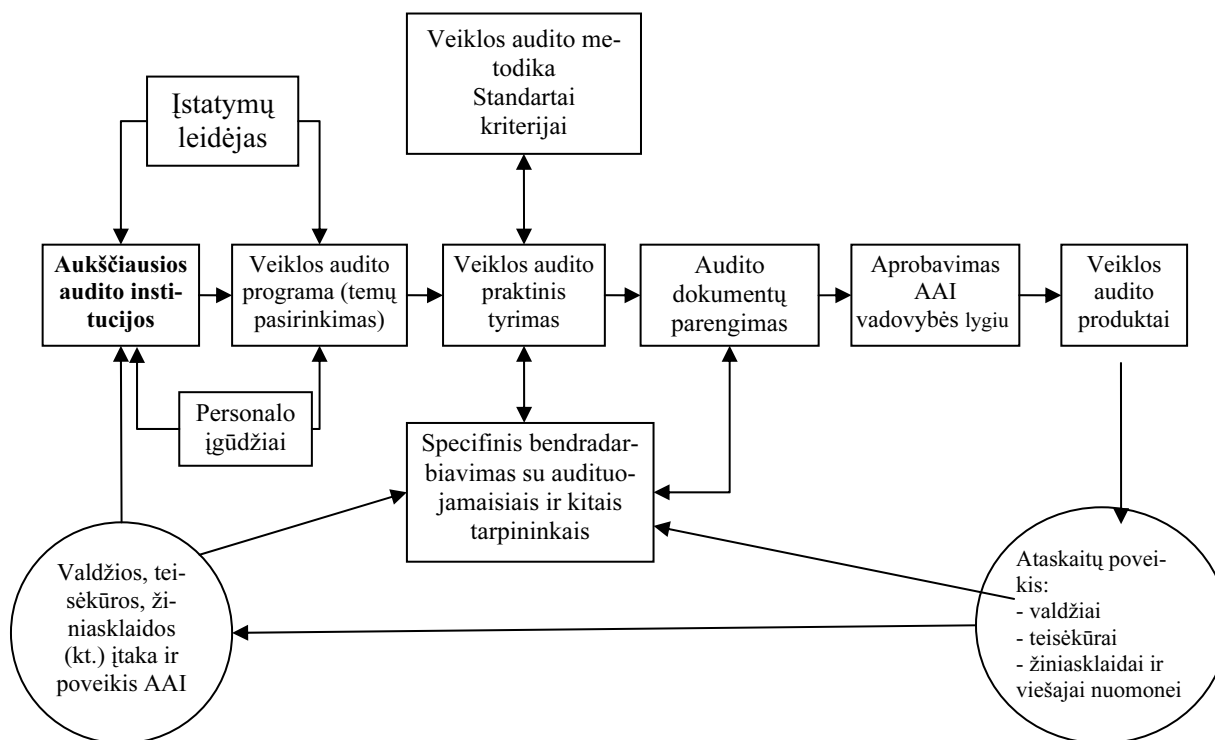 Veiklos audito me-
todika
Standartai
kriterijai
Įstatymų
leidėjas
Aukščiausios
audito insti-
tucijos
Veiklos audito
programa (temų
pasirinkimas)
Veiklos audito
praktinis
tyrimas
Audito
dokumentų
parengimas
Aprobavimas
AAI
vadovybės lygiu
Veiklos
audito
produktai
Personalo
įgūdžiai
Specifinis bendradar-
biavimas su audituo-
jamaisiais ir kitais
tarpininkais
Valdžios, tei-
sėkūros, ži-
niasklaidos
(kt.) įtaka ir
poveikis AAI
Ataskaitų povei-
kis:
- valdžiai
- teisėkūrai
- žiniasklaidai ir
viešajai nuomonei